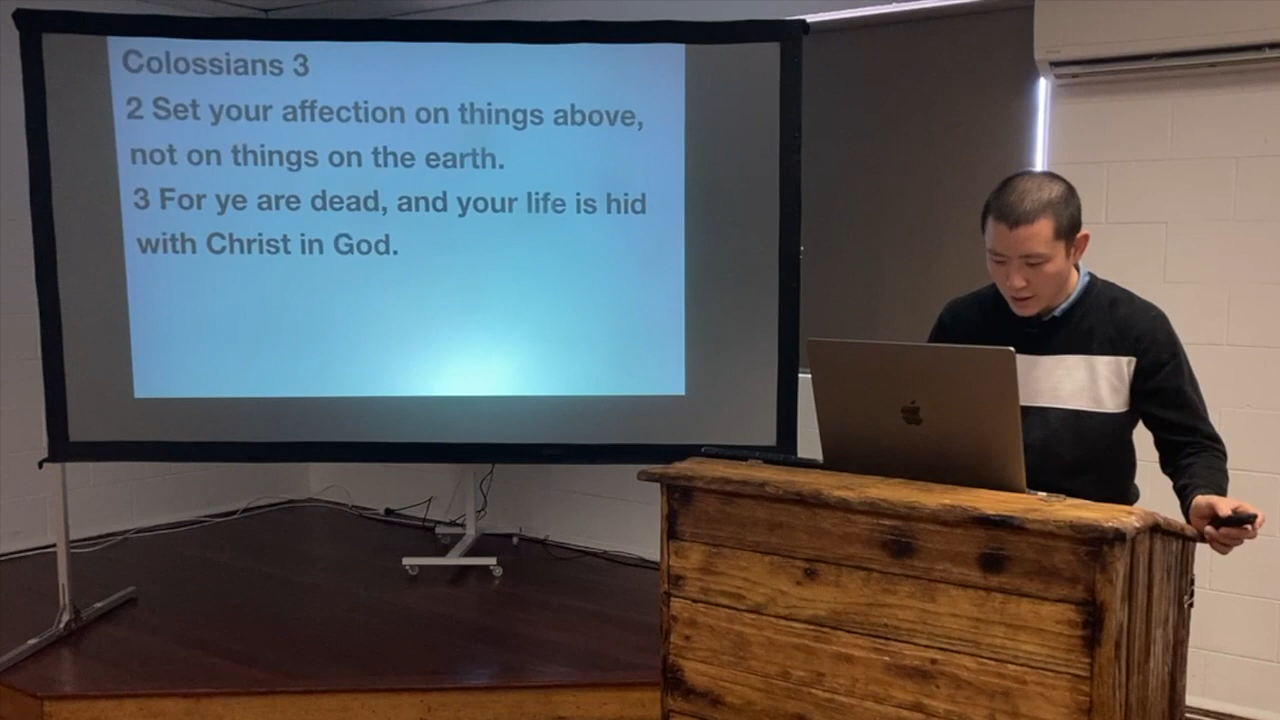 Colossians 3
2 Set your affection on things above,
not on things on the earth.
3 For ye are dead, and your life is hid
with Christ in God.